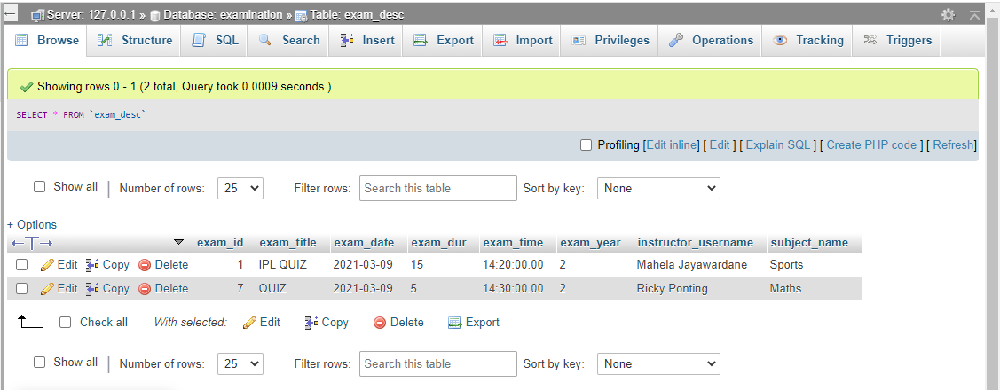 Server: 127.0.0.1 » Database: examination » Table: exam_desc
Browse Structure SQL Search Insert Export Import Privileges Operations Tracking Triggers
Showing rows 0 - 1 (2 total, Query took 0.0009 seconds.)
SELECT * FROM `exam_desc`
Profiling [Edit inline] [ Edit ] [ Explain SQL ] [ Create PHP code ] [ Refresh]
Show all | Number of rows: 25 Filter rows: Search this table Sort by key: None
+ Options
←T→ exam_id exam_title exam_date exam_dur exam_time exam_year instructor_username subject_name
Edit Copy Delete 1 IPL QUIZ 2021-03-09 15 14:20:00.00 2 Mahela Jayawardane Sports
Edit Copy Delete 7 QUIZ 2021-03-09 5 14:30:00.00 2 Ricky Ponting Maths
Check all With selected: Edit Copy Delete Export
Show all | Number of rows: 25 Filter rows: Search this table Sort by key: None